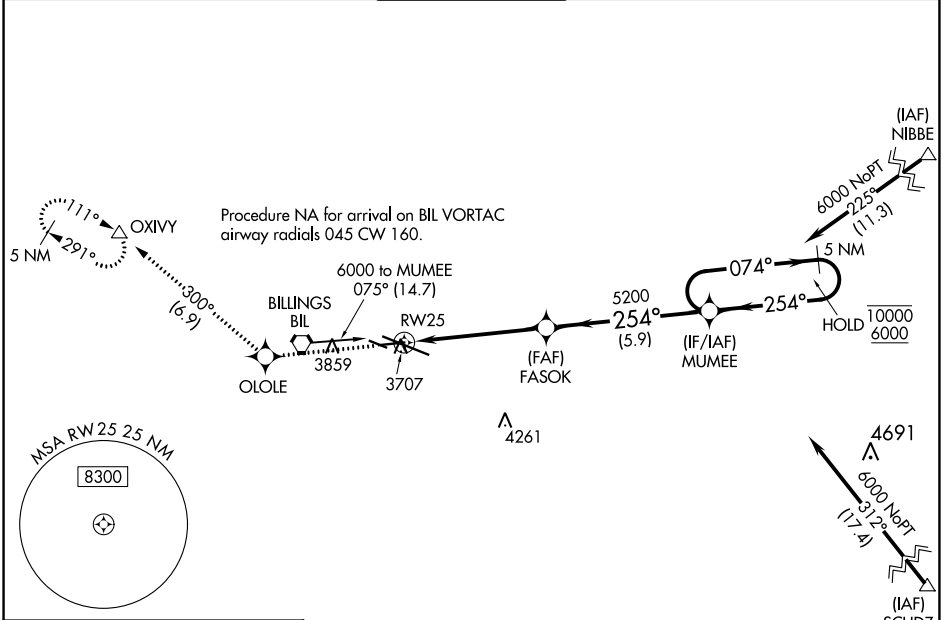 (IAF)
NIBBE
6000 NoPT
225°
(11.3)
111°
OXIVY
291°
5 NM
Procedure NA for arrival on BIL VORTAC
airway radials 045 CW 160.
6000 to MUMEE
075° (14.7)
5 NM
074°
254°
HOLD
10000
6000
300°
(6.9)
BILLINGS
BIL
RW25
5200
254°
(5.9)
(IF/IAF)
MUMEE
(FAF)
FASOK
OLOLE
3859
3707
4261
4691
MSA RW25 25 NM
8300
6000 NoPT
312°
(17.4)
(IAF)